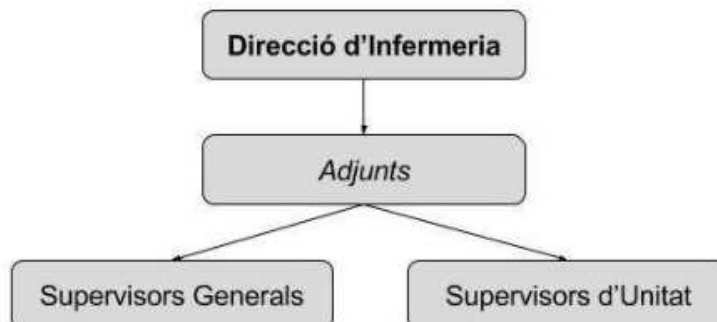 Direcció d'Infermeria
Adjunts
Supervisors Generals
Supervisors d'Unitat